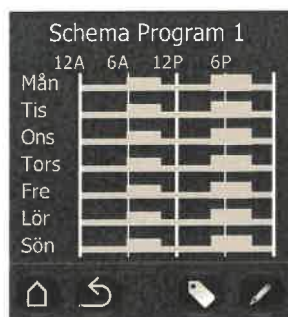 Schema Program 1
12A 6A 12P 6P
Mån
Tis
Ons
Tors
Fre
Lör
Sön